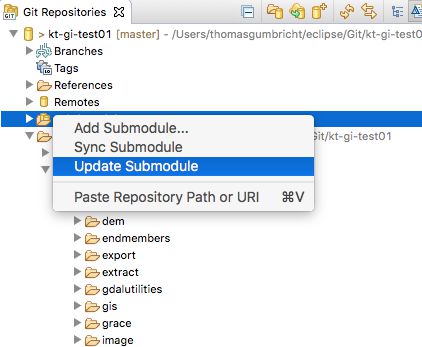 GIT Git Repositories
> kt-gi-test01 [master] - /Users/thomasgumbricht/eclipse/Git/kt-gi-test0
Branches
Tags
References
Remotes
Git/kt-gi-test01
Add Submodule...
Sync Submodule
Update Submodule
Paste Repository Path or URI ⌘V
dem
endmembers
export
extract
gdalutilities
gis
grace
image